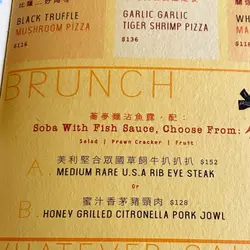 BLACK TRUFFLE
MUSHROOM PIZZA
$116
GARLIC GARLIC
TIGER SHRIMP PIZZA
$136
BRUNCH
蕎麥麵沾魚露，配：
Soba With Fish Sauce, Choose From:
Salad | Prawn Cracker | Fruit
A.
美利堅合眾國草飼牛扒扒扒 $152
MEDIUM RARE U.S.A RIB EYE STEAK
OR
蜜汁香茅豬頸肉 $128
B.
HONEY GRILLED CITRONELLA PORK JOWL